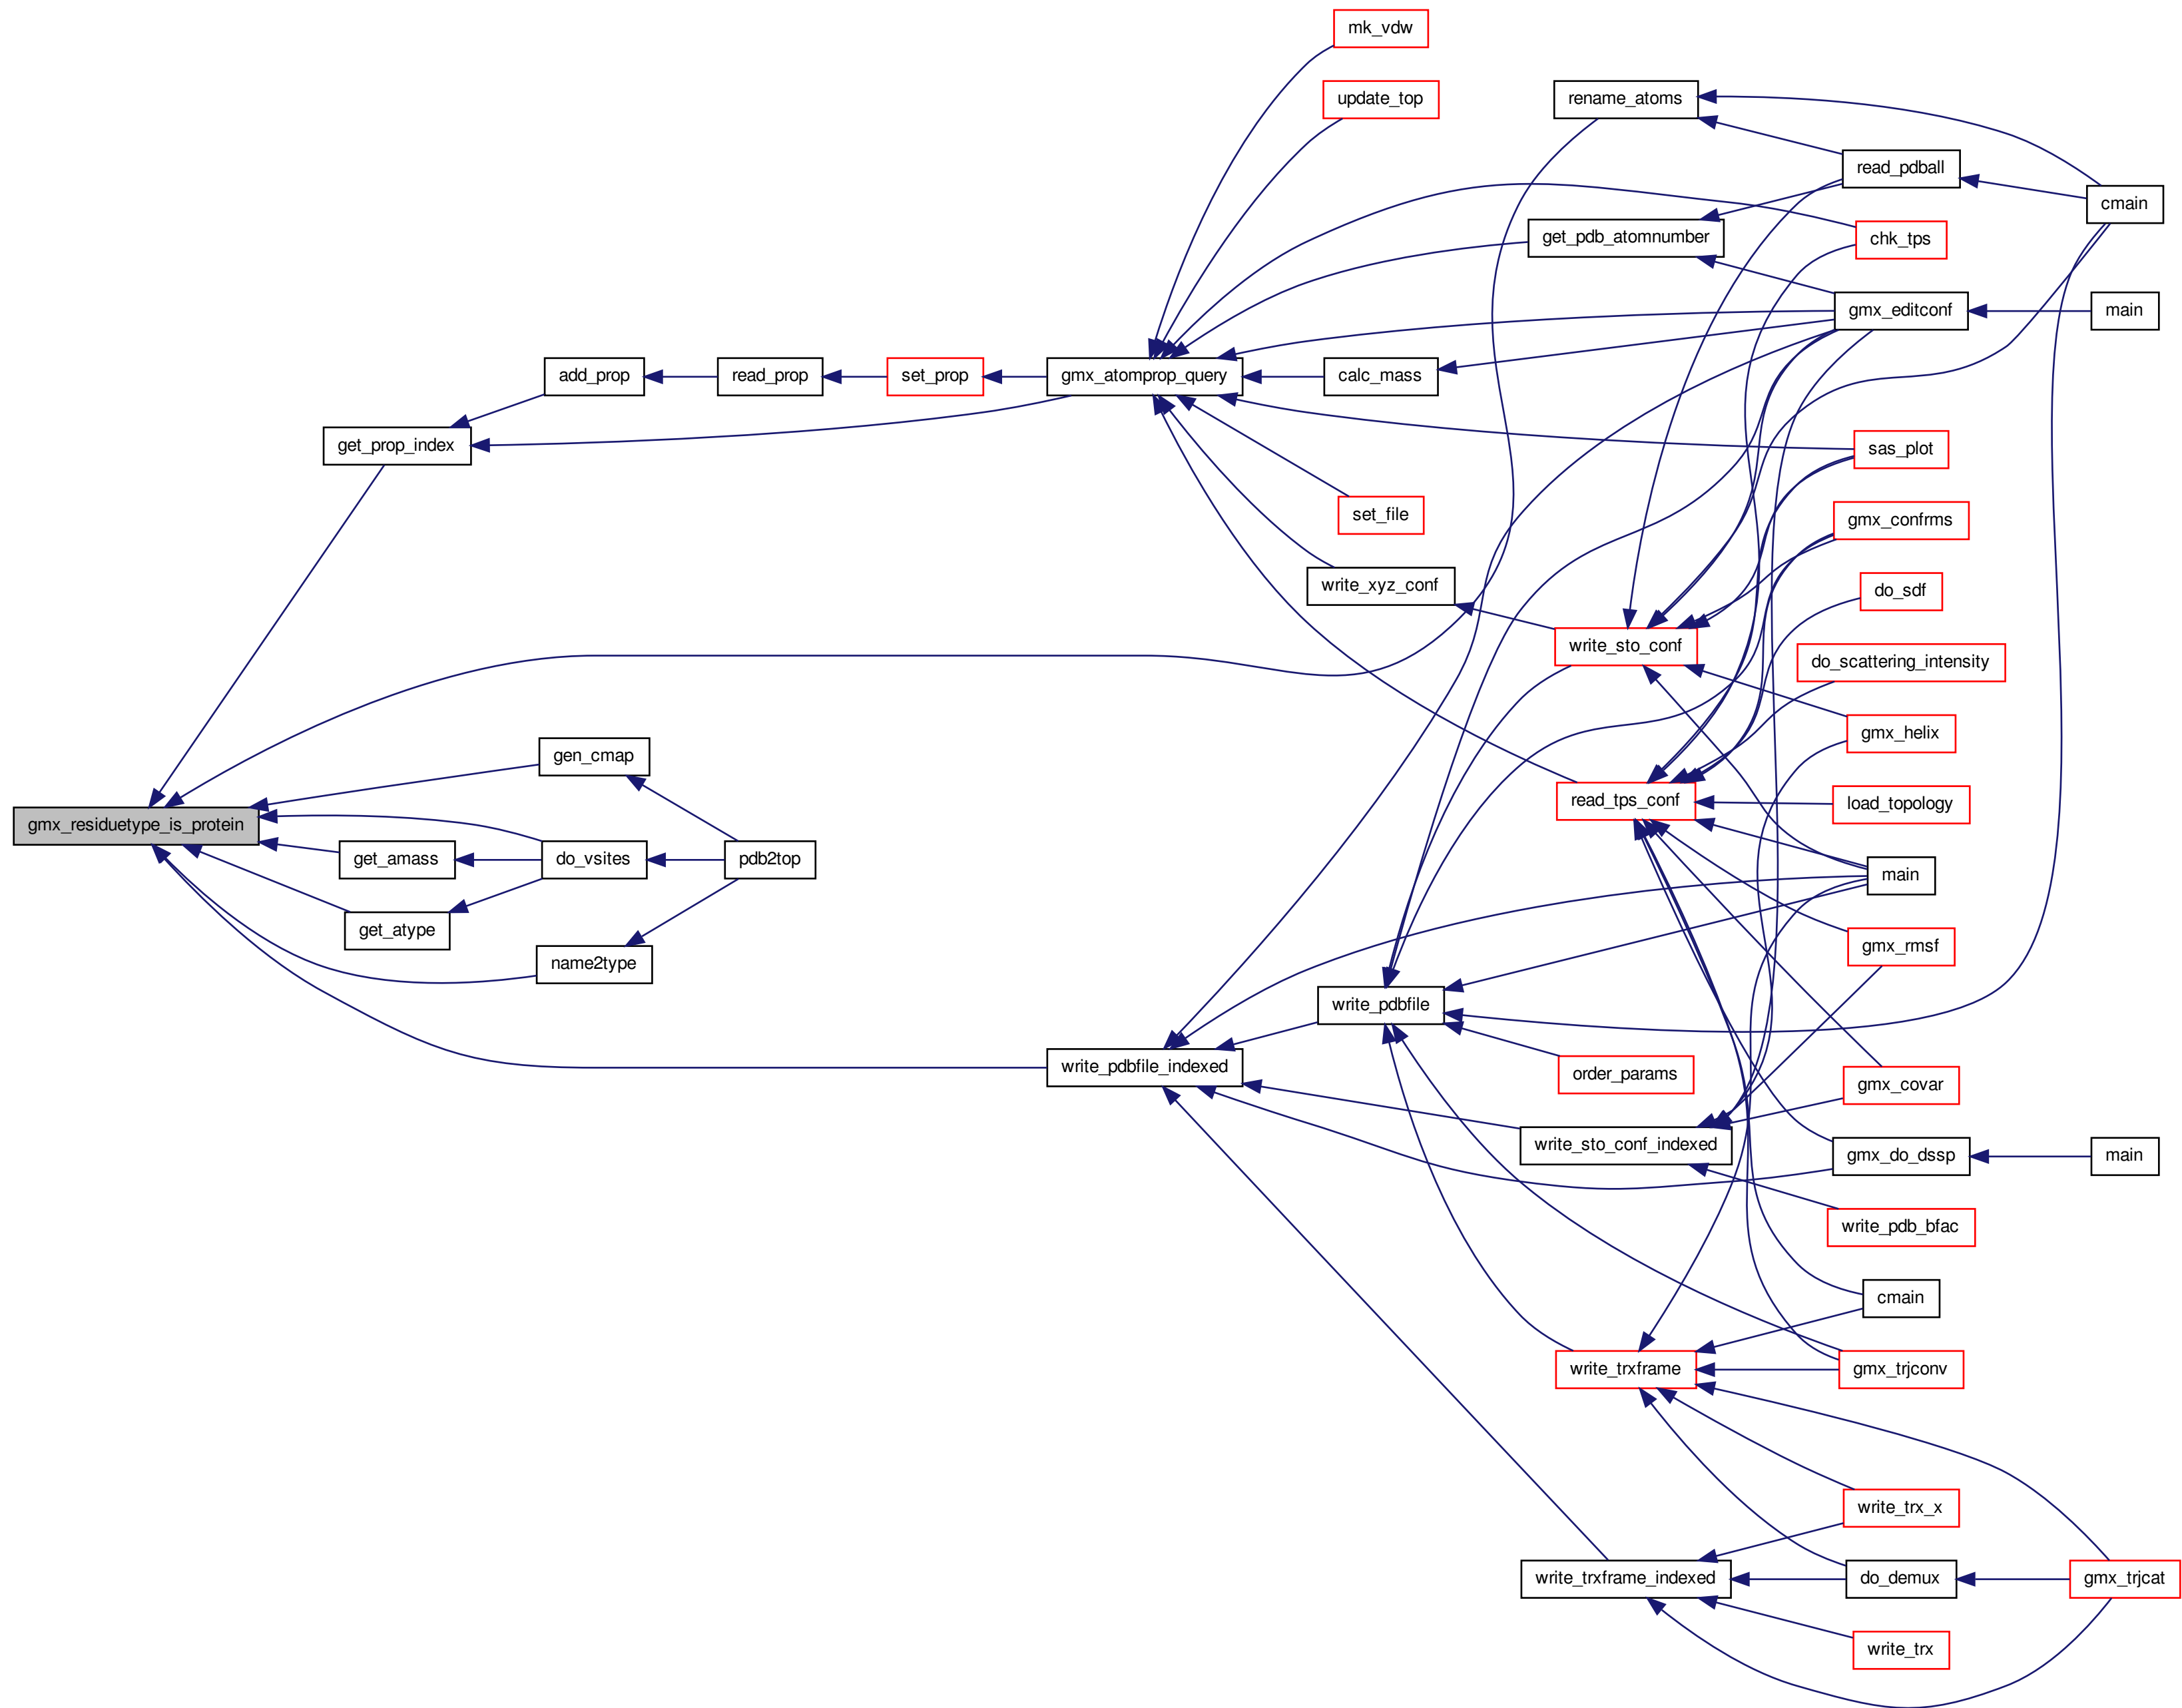 mk_vdw
update_top
rename_atoms
read_pdball
cmain
get_pdb_atomnumber
chk_tps
gmx_editconf
main
add_prop
read_prop
set_prop
gmx_atomprop_query
calc_mass
get_prop_index
sas_plot
set_file
gmx_confrms
write_xyz_conf
do_sdf
write_sto_conf
do_scattering_intensity
gmx_helix
gen_cmap
read_tps_conf
load_topology
gmx_residuetype_is_protein
get_amass
do_vsites
pdb2top
main
get_atype
gmx_rmsf
name2type
write_pdbfile
write_pdbfile_indexed
order_params
gmx_covar
write_sto_conf_indexed
gmx_do_dssp
main
write_pdb_bfac
cmain
write_trxframe
gmx_trjconv
write_trx_x
write_trxframe_indexed
do_demux
gmx_trjcat
write_trx